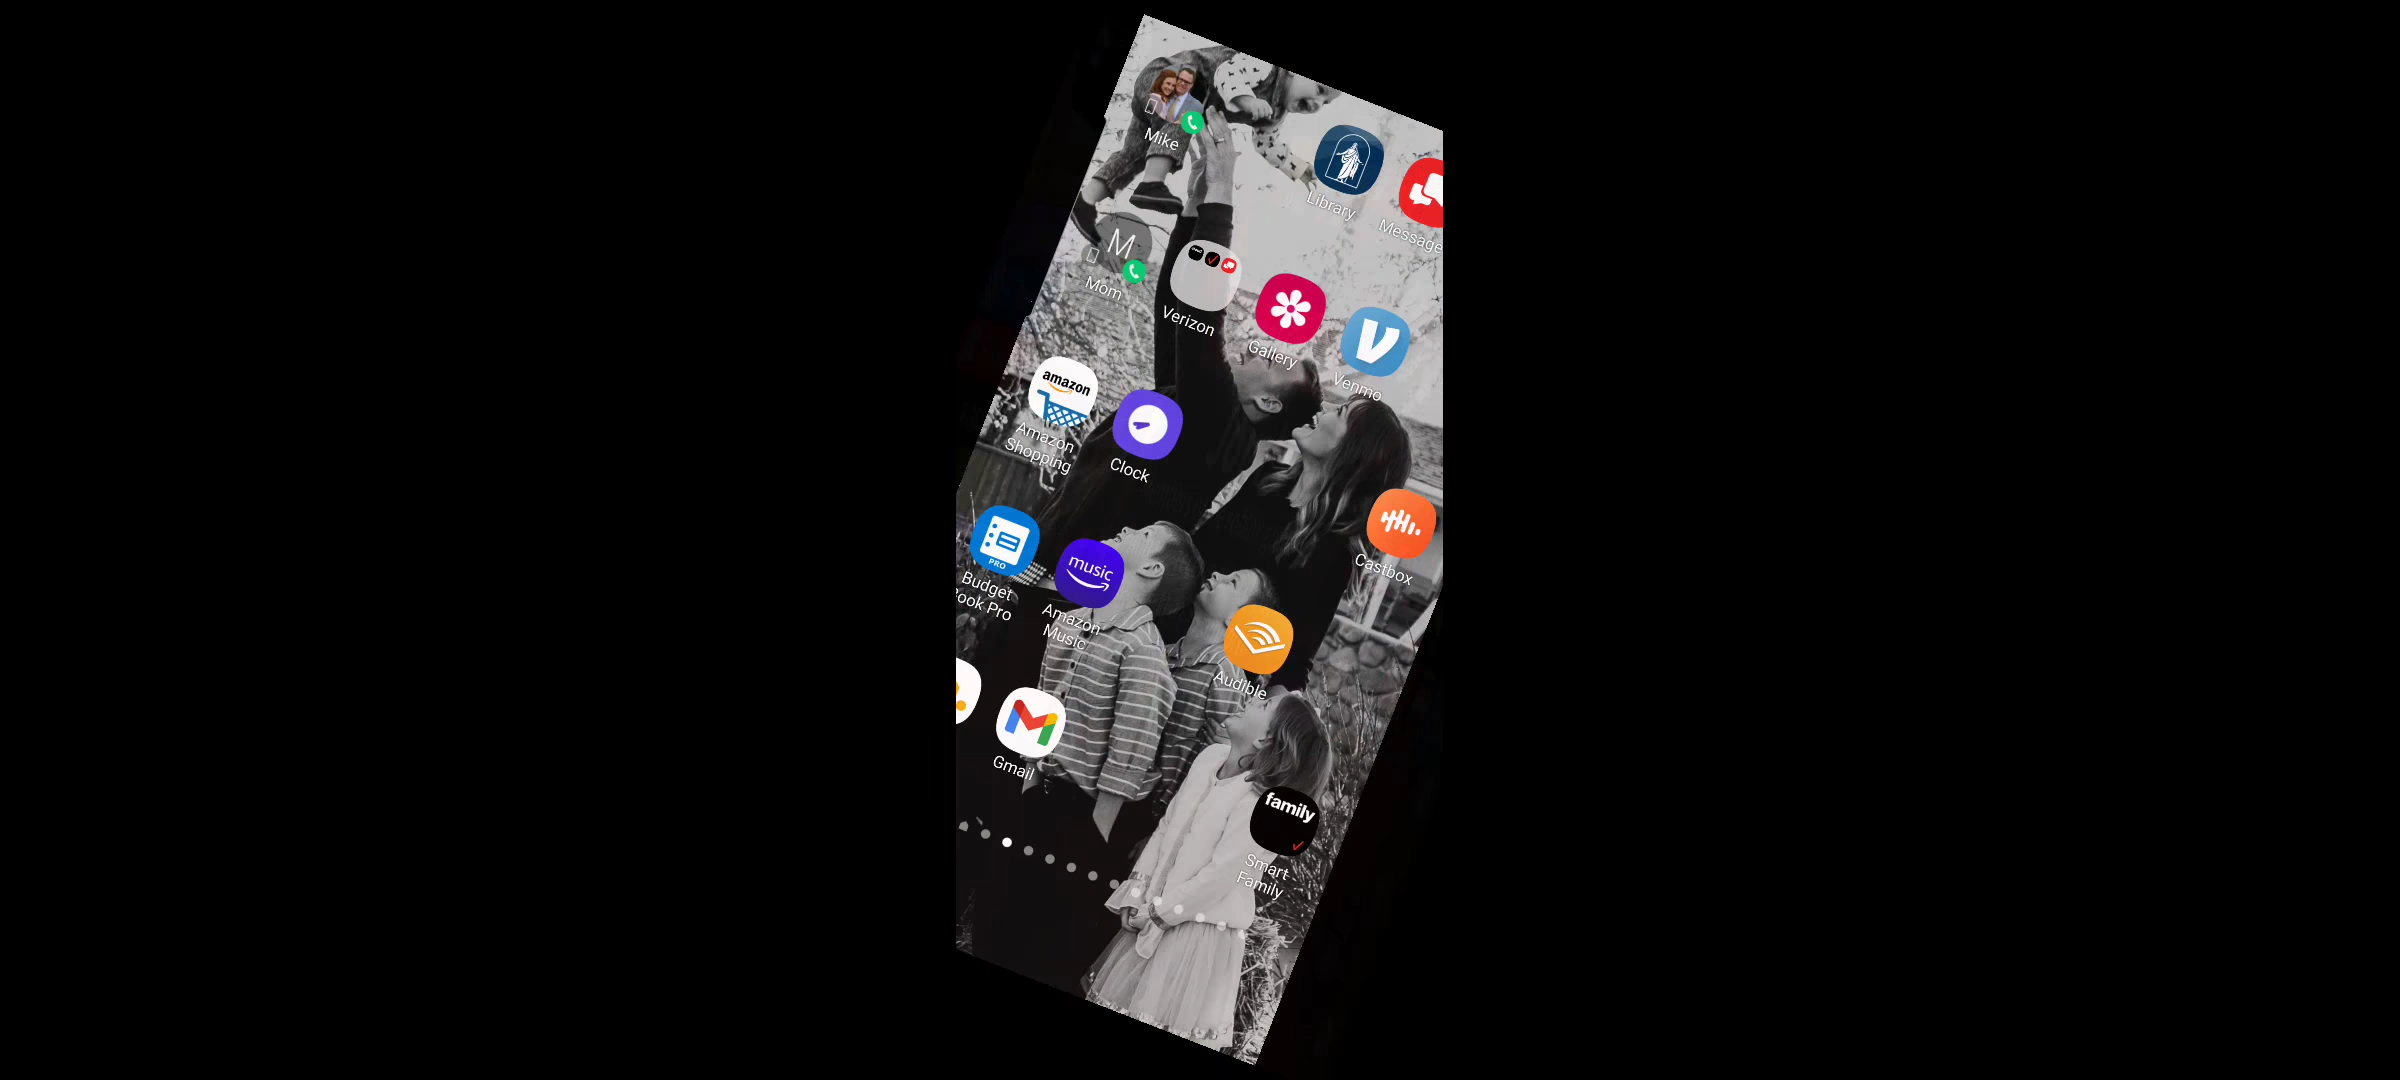 Mike
Library
Message
M
Mom
Verizon
Gallery
Venmo
amazon
Amazon
Shopping
Clock
Castbox
PRO
Budget
ook Pro
music
Amazon
Music
Audible
Gmail
family
Smart
Family